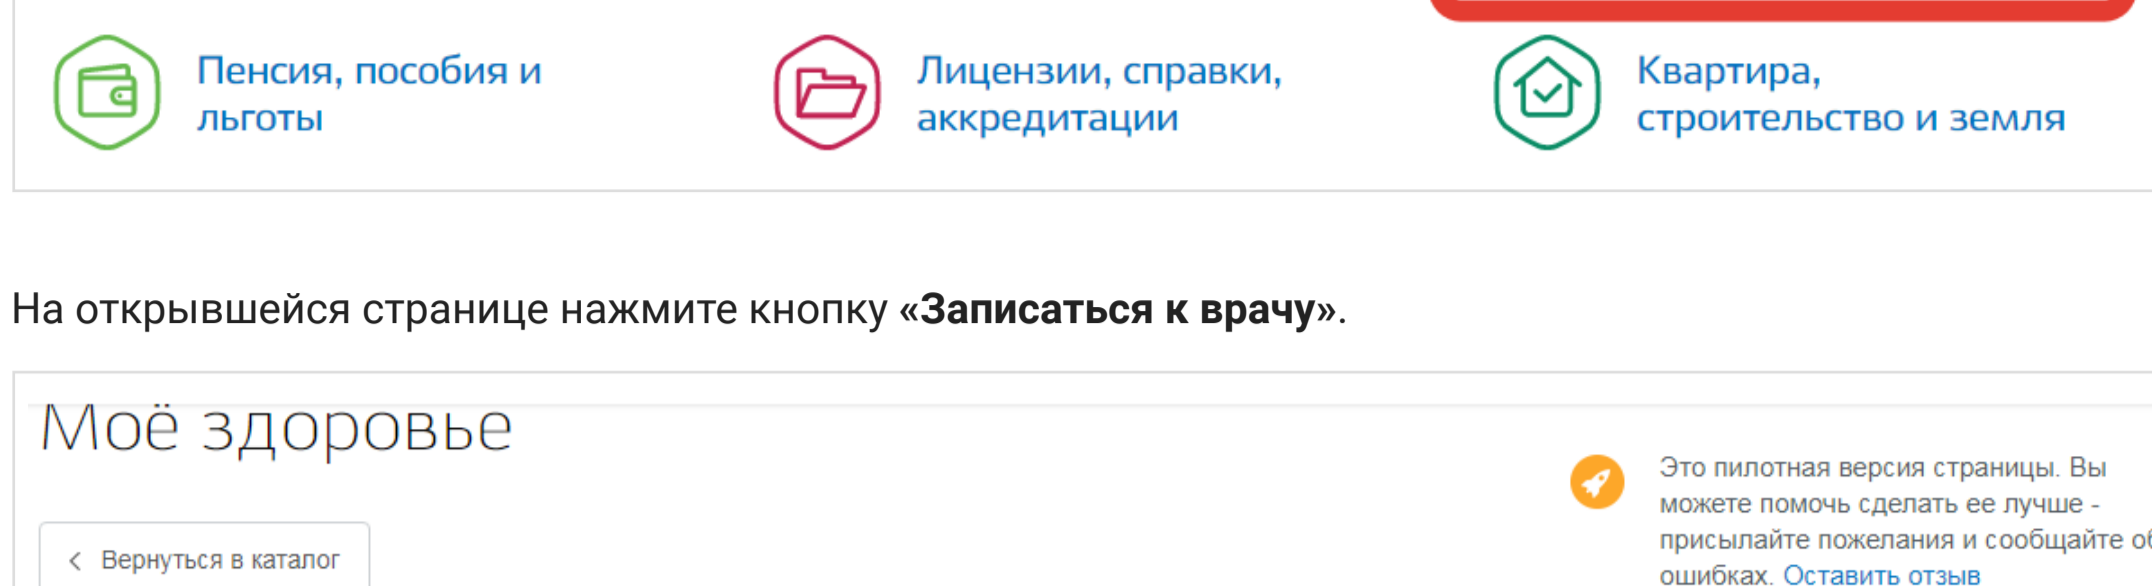 Пенсия, пособия и
льготы
Лицензии, справки,
аккредитации
Квартира,
строительство и земля
На открывшейся странице нажмите кнопку «Записаться к врачу».
Моё здоровье
Вернуться в каталог
Это пилотная версия страницы. Вы
можете помочь сделать ее лучше -
присылайте пожелания и сообщайте об
ошибках. Оставить отзыв